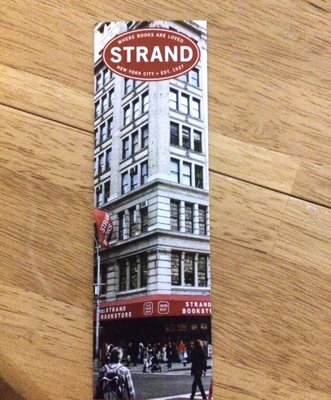 WHERE BOOKS ARE LOVED
STRAND
NEW YORK CITY • EST. 1927
STRAND
BOOKSTORE
STRAND
BOOKSTORE